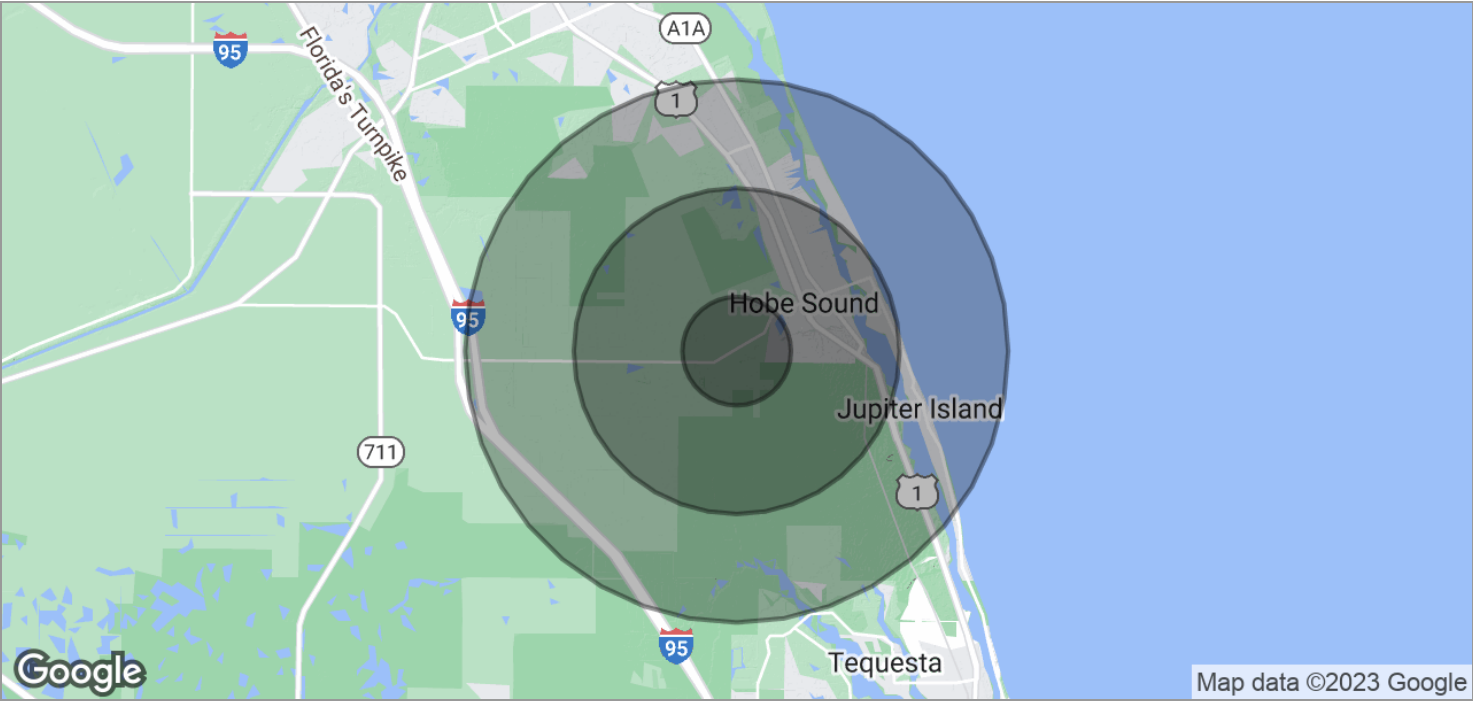 A1A
95
Florida's Turnpike
1
Hobe Sound
95
Jupiter Island
711
1
95
Tequesta
Google
Map data ©2023 Google